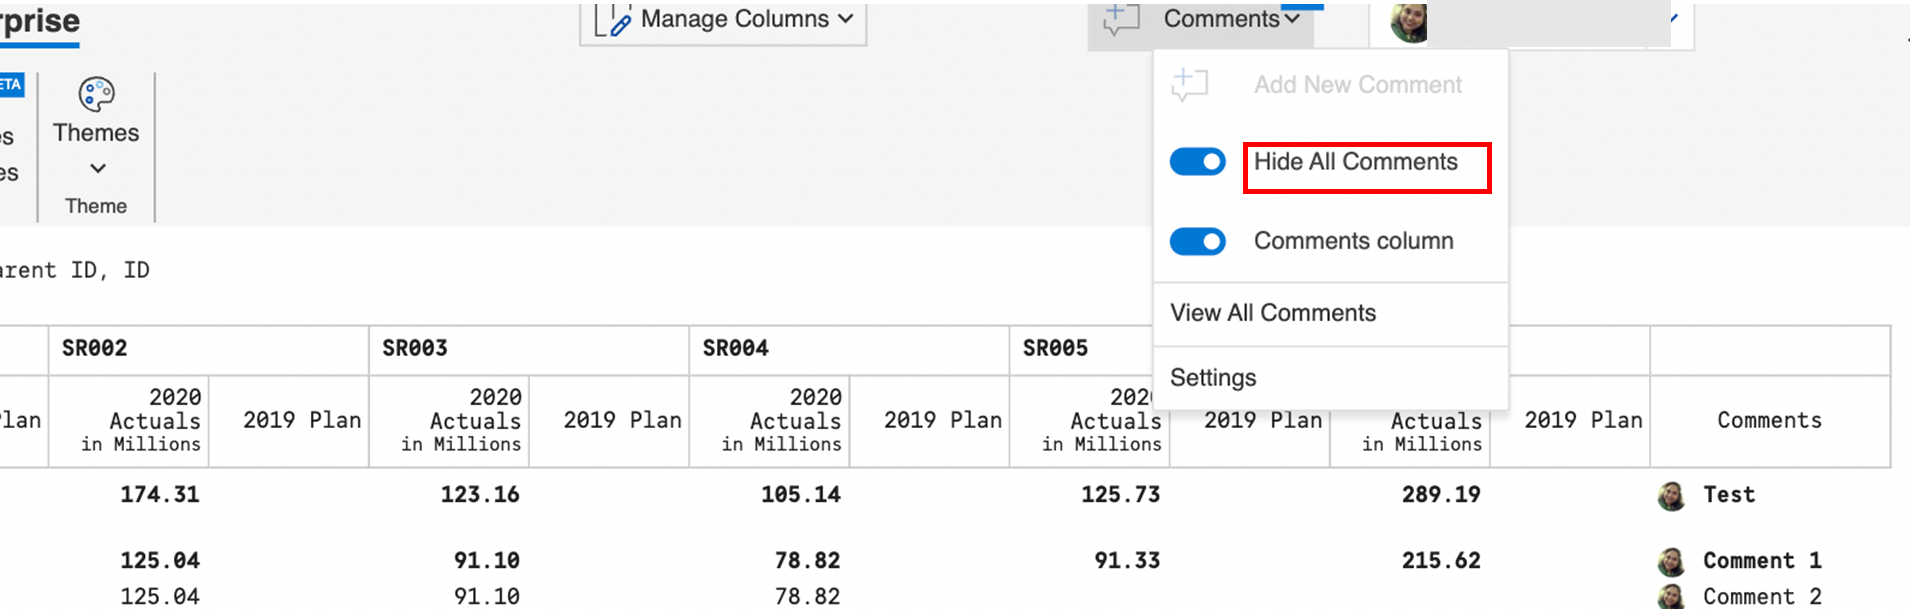 rprise
Manage Columns
Comments
Add New Comment
Hide All Comments
Comments column
View All Comments
Settings
ETA
es
es
Themes
Theme
arent ID, ID
SR002 SR003 SR004 SR005
Plan 2020 Actuals in Millions 2019 Plan 2020 Actuals in Millions 2019 Plan 2020 Actuals in Millions 2019 Plan 202 Actuals in Millions 2019 Plan Actuals in Millions 2019 Plan Comments
174.31 123.16 105.14 125.73 289.19 Test
125.04 91.10 78.82 91.33 215.62 Comment 1
125.04 91.10 78.82 Comment 2